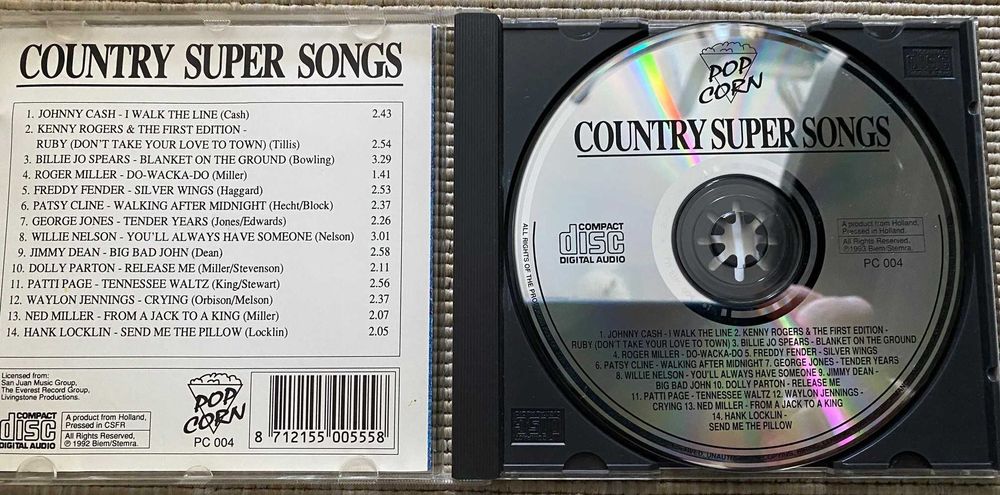 COUNTRY SUPER SONGS
1. JOHNNY CASH - I WALK THE LINE (Cash) 2.43
2. KENNY ROGERS & THE FIRST EDITION -
RUBY (DON'T TAKE YOUR LOVE TO TOWN) (Tillis) 2.54
3. BILLIE JO SPEARS - BLANKET ON THE GROUND (Bowling) 3.29
4. ROGER MILLER - DO-WACKA-DO (Miller) 1.41
5. FREDDY FENDER - SILVER WINGS (Haggard) 2.53
6. PATSY CLINE - WALKING AFTER MIDNIGHT (Hecht/Block) 2.37
7. GEORGE JONES - TENDER YEARS (Jones/Edwards) 2.26
8. WILLIE NELSON - YOU'LL ALWAYS HAVE SOMEONE (Nelson) 3.01
9. JIMMY DEAN - BIG BAD JOHN (Dean) 2.58
10. DOLLY PARTON - RELEASE ME (Miller/Stevenson) 2.11
11. PATTI PAGE - TENNESSEE WALTZ (King/Stewart) 2.56
12. WAYLON JENNINGS - CRYING (Orbison/Melson) 2.37
13. NED MILLER - FROM A JACK TO A KING (Miller) 2.07
14. HANK LOCKLIN - SEND ME THE PILLOW (Locklin) 2.05
Licensed from:
San Juan Music Group,
The Everest Record Group,
Livingstone Productions.
COMPACT
disc
DIGITAL AUDIO
A product from Holland,
Pressed in CSFR
All Rights Reserved,
℗ 1992 Biem/Stemra.
POP
CORN
PC 004
8 712155 005558
POP
CORN
COUNTRY SUPER SONGS
COMPACT
disc
DIGITAL AUDIO
A product from Holland,
Pressed in Holland.
All Rights Reserved,
℗1993 Biem/Stemra.
PC 004
ALL RIGHTS OF THE
1. JOHNNY CASH - I WALK THE LINE 2. KENNY ROGERS & THE FIRST EDITION -
RUBY (DON'T TAKE YOUR LOVE TO TOWN) 3. BILLIE JO SPEARS - BLANKET ON THE GROUND
4. ROGER MILLER - DO-WACKA-DO 5. FREDDY FENDER - SILVER WINGS
6. PATSY CLINE - WALKING AFTER MIDNIGHT 7. GEORGE JONES - TENDER YEARS
8. WILLIE NELSON - YOU'LL ALWAYS HAVE SOMEONE 9. JIMMY DEAN -
BIG BAD JOHN 10. DOLLY PARTON - RELEASE ME
11. PATTI PAGE - TENNESSEE WALTZ 12. WAYLON JENNINGS -
CRYING 13. NED MILLER - FROM A JACK TO A KING
14. HANK LOCKLIN -
SEND ME THE PILLOW